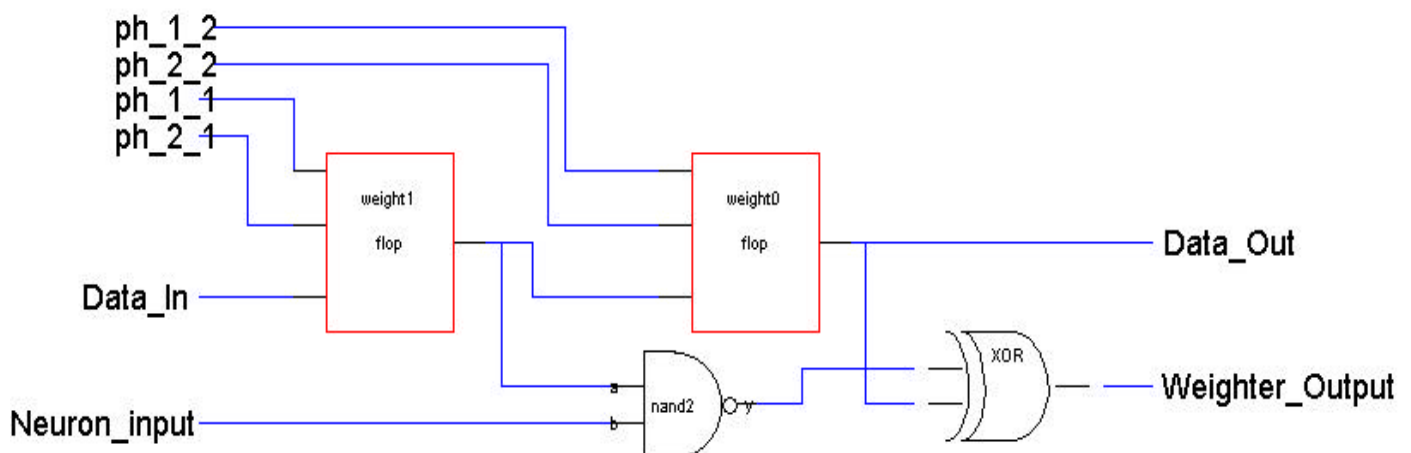 ph_1_2
ph_2_2
ph_1_1
ph_2_1
weight1
weight0
flop
flop
Data_In
Data_Out
XOR
a
nand2
y
b
Weighter_Output
Neuron_input